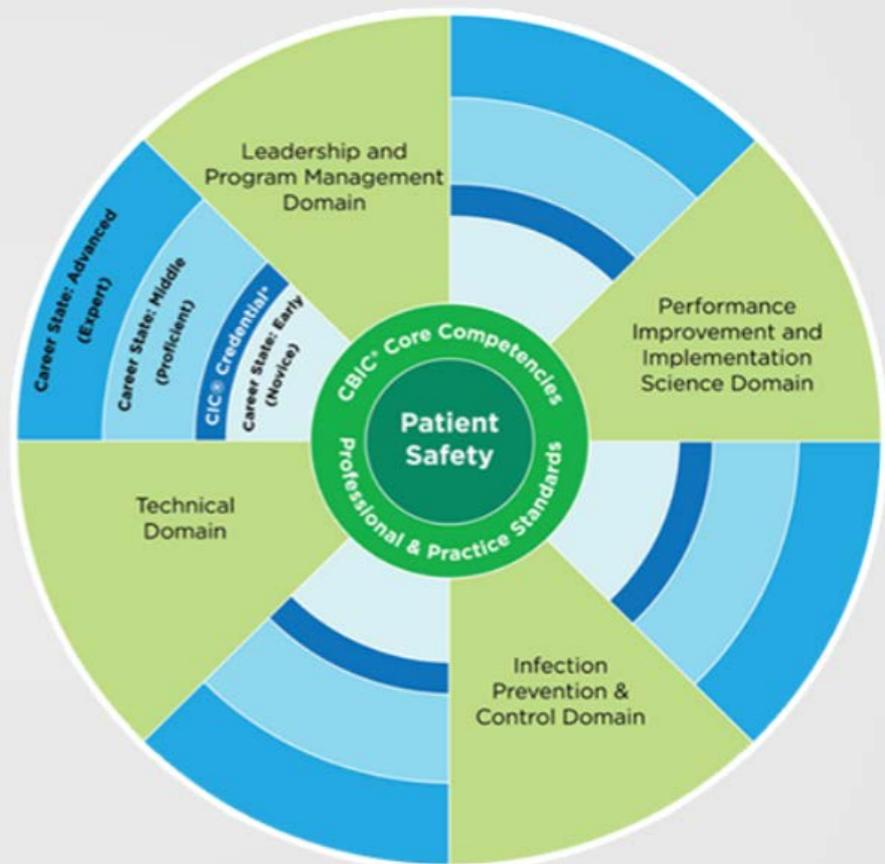 Leadership and
Program Management
Domain
Performance
Improvement and
Implementation
Science Domain
Infection
Prevention &
Control Domain
Technical
Domain
Career State: Advanced
(Expert)
Career State: Middle
(Proficient)
CIC® Credential*
Career State: Early
(Novice)
CBIC® Core Competencies
Professional & Practice Standards
Patient
Safety